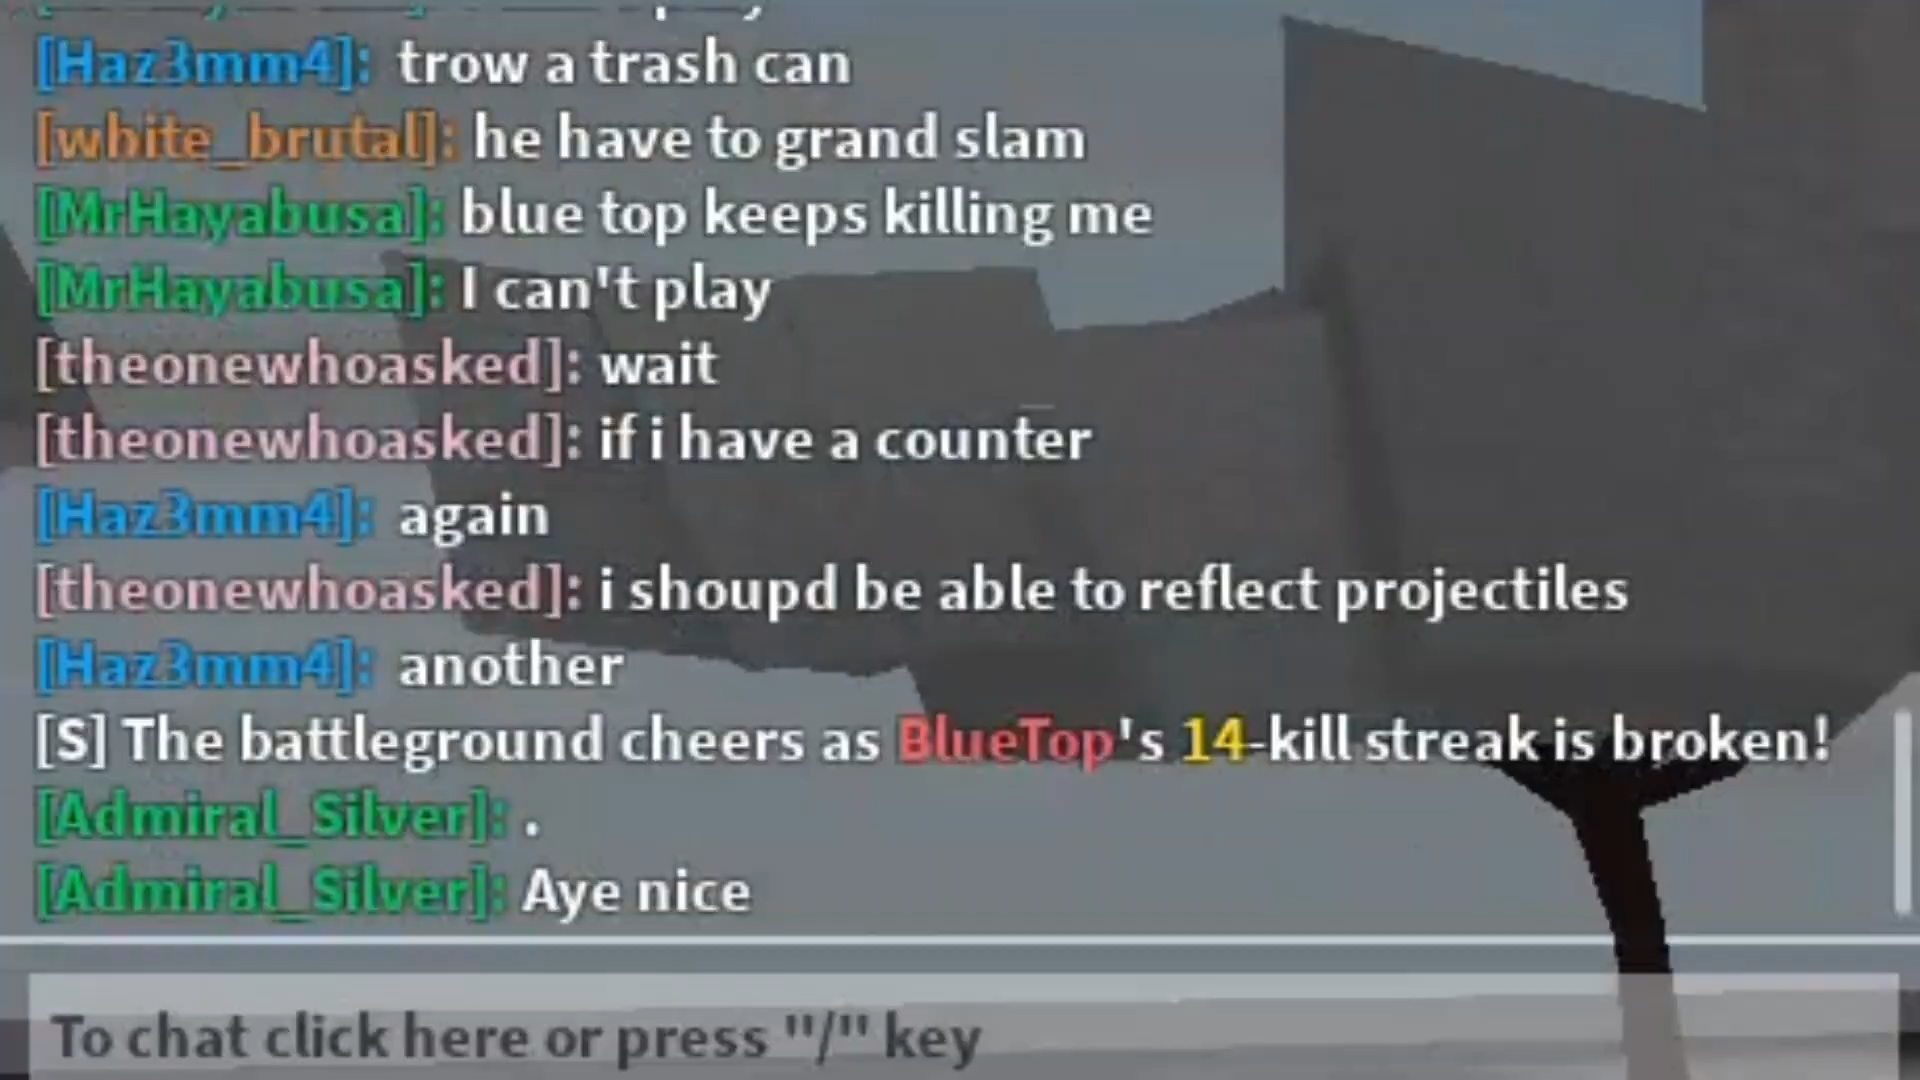 [Haz3mm4]: trow a trash can
[white_brutal]: he have to grand slam
[MrHayabusa]: blue top keeps killing me
[MrHayabusa]: I can't play
[theonewhoasked]: wait
[theonewhoasked]: if i have a counter
[Haz3mm4]: again
[theonewhoasked]: i shoupd be able to reflect projectiles
[Haz3mm4]: another
[S] The battleground cheers as BlueTop's 14-kill streak is broken!
[Admiral_Silver]: .
[Admiral_Silver]: Aye nice
To chat click here or press "/" key